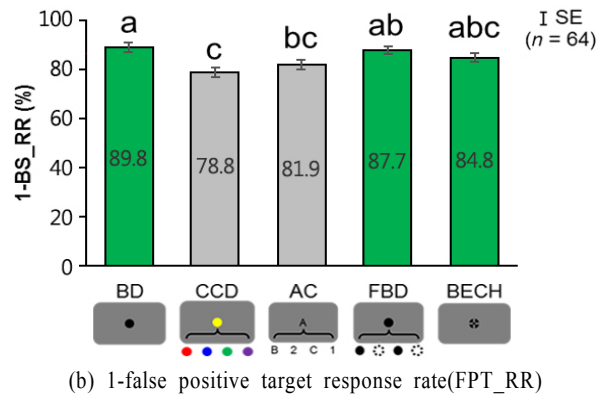 100
80
60
40
20
0
1-BS_RR (%)
a
c
bc
ab
abc
I SE
(n = 64)
89.8
78.8
81.9
87.7
84.8
BD CCD AC FBD BECH
A
B 2 C 1
(b) 1-false positive target response rate(FPT_RR)